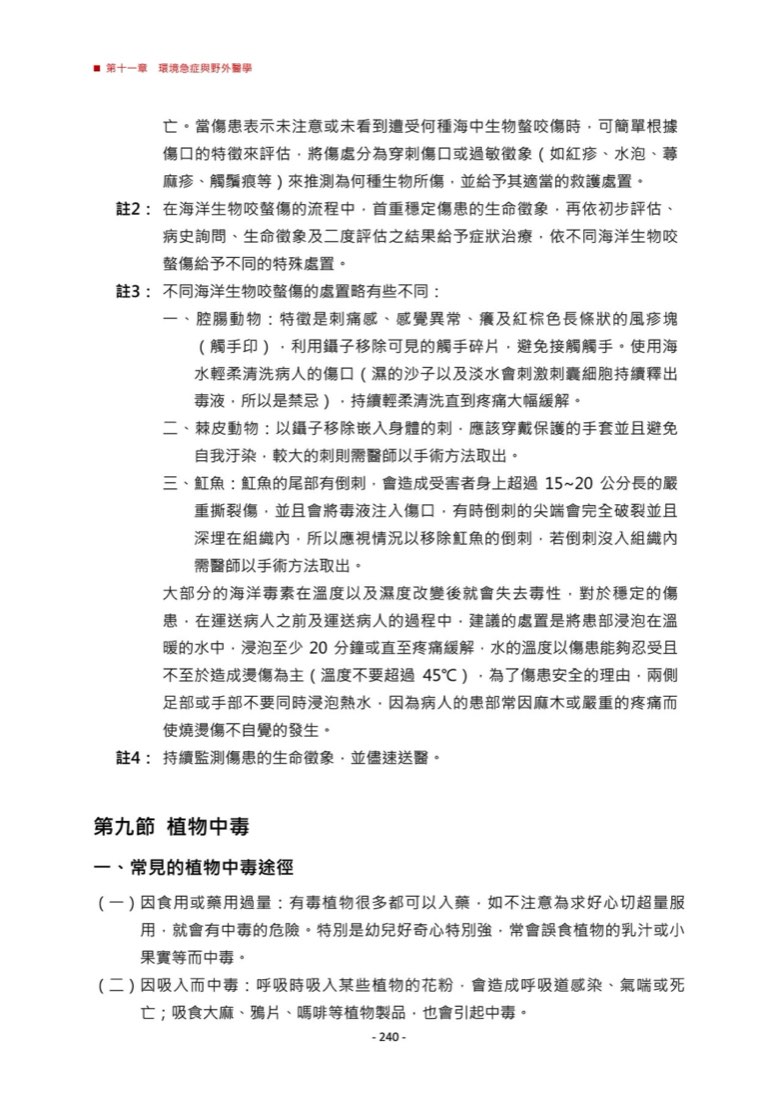 ■ 第十一章　環境急症與野外醫學
亡。當傷患表示未注意或未看到遭受何種海中生物螫咬傷時，可簡單根據
傷口的特徵來評估，將傷處分為穿刺傷口或過敏徵象（如紅疹、水泡、蕁
麻疹、觸鬚痕等）來推測為何種生物所傷，並給予其適當的救護處置。
註2： 在海洋生物咬螫傷的流程中，首重穩定傷患的生命徵象，再依初步評估、
病史詢問、生命徵象及二度評估之結果給予症狀治療，依不同海洋生物咬
螫傷給予不同的特殊處置。
註3： 不同海洋生物咬螫傷的處置略有些不同：
一、腔腸動物：特徵是刺痛感、感覺異常、癢及紅棕色長條狀的風疹塊
（觸手印），利用鑷子移除可見的觸手碎片，避免接觸觸手。使用海
水輕柔清洗病人的傷口（濕的沙子以及淡水會刺激刺囊細胞持續釋出
毒液，所以是禁忌），持續輕柔清洗直到疼痛大幅緩解。
二、棘皮動物：以鑷子移除嵌入身體的刺，應該穿戴保護的手套並且避免
自我汙染，較大的刺則需醫師以手術方法取出。
三、魟魚：魟魚的尾部有倒刺，會造成受害者身上超過 15~20 公分長的嚴
重撕裂傷，並且會將毒液注入傷口，有時倒刺的尖端會完全破裂並且
深埋在組織內，所以應視情況以移除魟魚的倒刺，若倒刺沒入組織內
需醫師以手術方法取出。
大部分的海洋毒素在溫度以及濕度改變後就會失去毒性，對於穩定的傷
患，在運送病人之前及運送病人的過程中，建議的處置是將患部浸泡在溫
暖的水中，浸泡至少 20 分鐘或直至疼痛緩解，水的溫度以傷患能夠忍受且
不至於造成燙傷為主（溫度不要超過 45℃），為了傷患安全的理由，兩側
足部或手部不要同時浸泡熱水，因為病人的患部常因麻木或嚴重的疼痛而
使燒燙傷不自覺的發生。
註4： 持續監測傷患的生命徵象，並儘速送醫。
第九節 植物中毒
一、常見的植物中毒途徑
（一）因食用或藥用過量：有毒植物很多都可以入藥，如不注意為求好心切超量服
用，就會有中毒的危險。特別是幼兒好奇心特別強，常會誤食植物的乳汁或小
果實等而中毒。
（二）因吸入而中毒：呼吸時吸入某些植物的花粉，會造成呼吸道感染、氣喘或死
亡；吸食大麻、鴉片、嗎啡等植物製品，也會引起中毒。
- 240 -